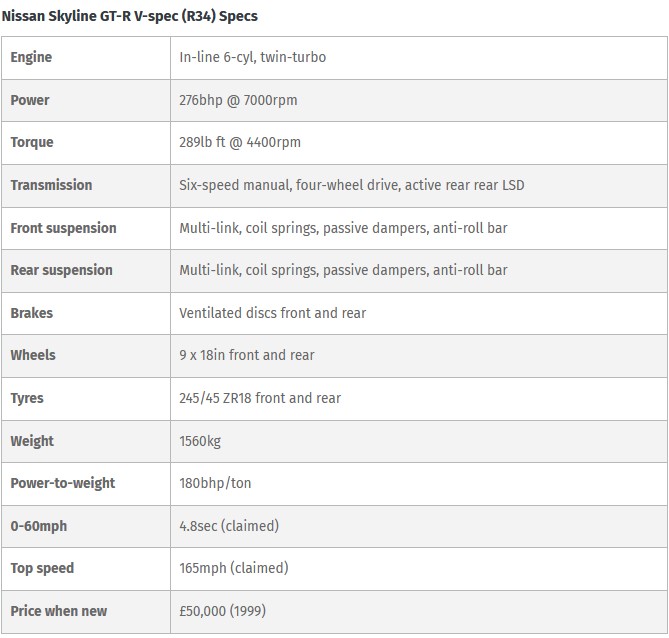 Nissan Skyline GT-R V-spec (R34) Specs
Engine In-line 6-cyl, twin-turbo
Power 276bhp @ 7000rpm
Torque 289lb ft @ 4400rpm
Transmission Six-speed manual, four-wheel drive, active rear rear LSD
Front suspension Multi-link, coil springs, passive dampers, anti-roll bar
Rear suspension Multi-link, coil springs, passive dampers, anti-roll bar
Brakes Ventilated discs front and rear
Wheels 9 x 18in front and rear
Tyres 245/45 ZR18 front and rear
Weight 1560kg
Power-to-weight 180bhp/ton
0-60mph 4.8sec (claimed)
Top speed 165mph (claimed)
Price when new £50,000 (1999)